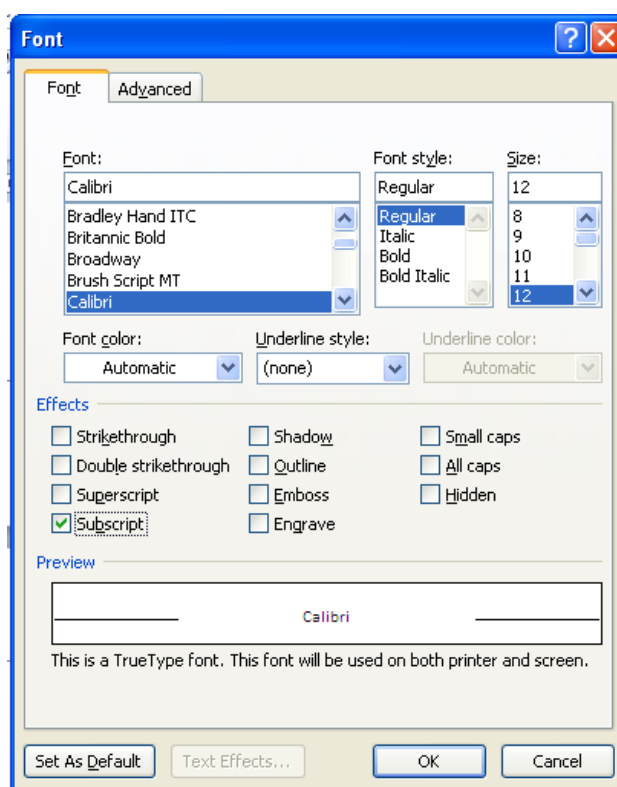 Font
Font Advanced
Font: Font style: Size:
Calibri Regular 12
Bradley Hand ITC Regular 8
Britannic Bold Italic 9
Broadway Bold 10
Brush Script MT Bold Italic 11
Calibri 12
Font color: Underline style: Underline color:
Automatic (none) Automatic
Effects
Strikethrough Shadow Small caps
Double strikethrough Outline All caps
Superscript Emboss Hidden
Subscript Engrave
Preview
Calibri
This is a TrueType font. This font will be used on both printer and screen.
Set As Default Text Effects... OK Cancel